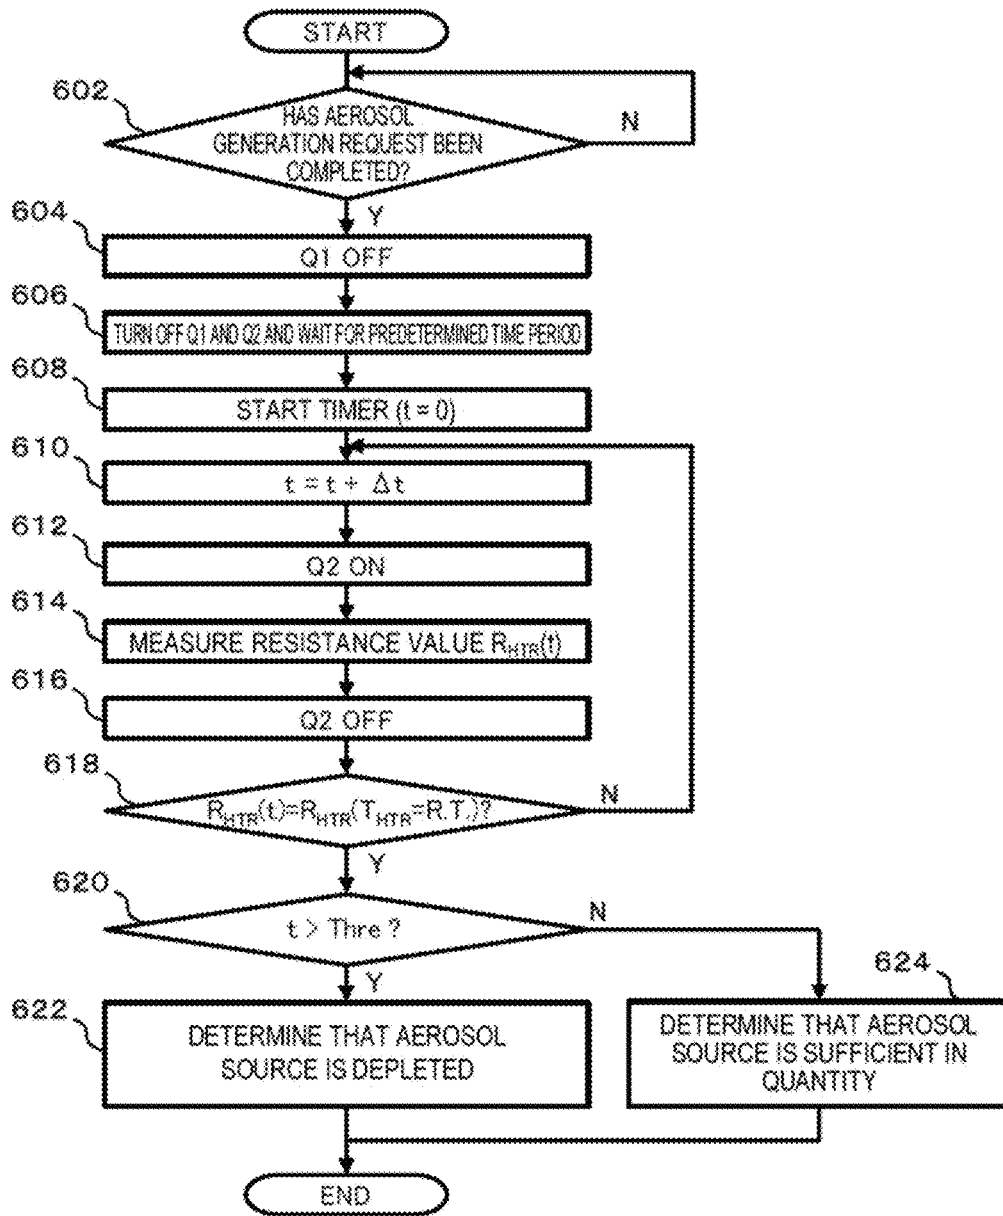 START
602
HAS AEROSOL
GENERATION REQUEST BEEN
COMPLETED?
N
Y
604
Q1 OFF
606
TURN OFF Q1 AND Q2 AND WAIT FOR PREDETERMINED TIME PERIOD
608
START TIMER (t = 0)
610
t = t + Δt
612
Q2 ON
614
MEASURE RESISTANCE VALUE R_HTR(t)
616
Q2 OFF
618
R_HTR(t)=R_HTR(T_HTR=R.T.)?
N
Y
620
t > Thre ?
N
Y
622
DETERMINE THAT AEROSOL
SOURCE IS DEPLETED
624
DETERMINE THAT AEROSOL
SOURCE IS SUFFICIENT IN
QUANTITY
END